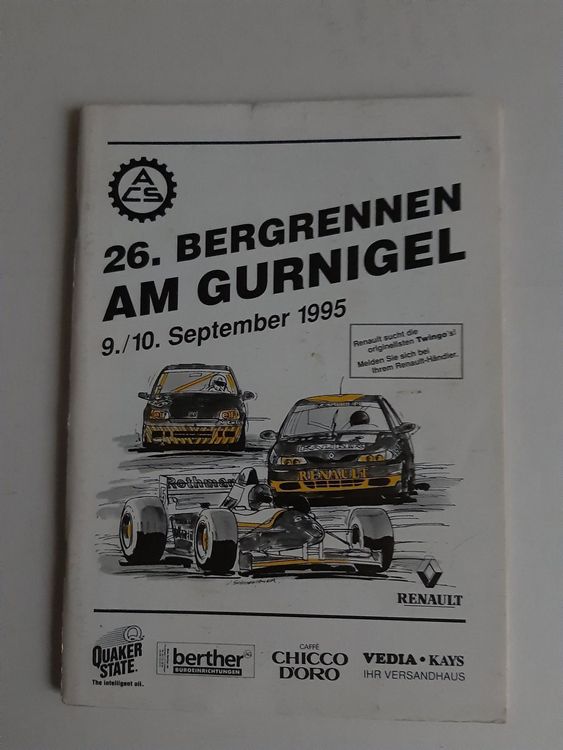 ACS
26. BERGRENNEN
AM GURNIGEL
9./10. September 1995
Renault sucht die
originellsten Twingo's!
Melden Sie sich bei
Ihrem Renault-Händler.
RENAULT
Rothmans
RENAULT
QUAKER
STATE
The intelligent oil.
berther
BÜROEINRICHTUNGEN
CAFFÈ
CHICCO
D'ORO
VEDIA • KAYS
IHR VERSANDHAUS